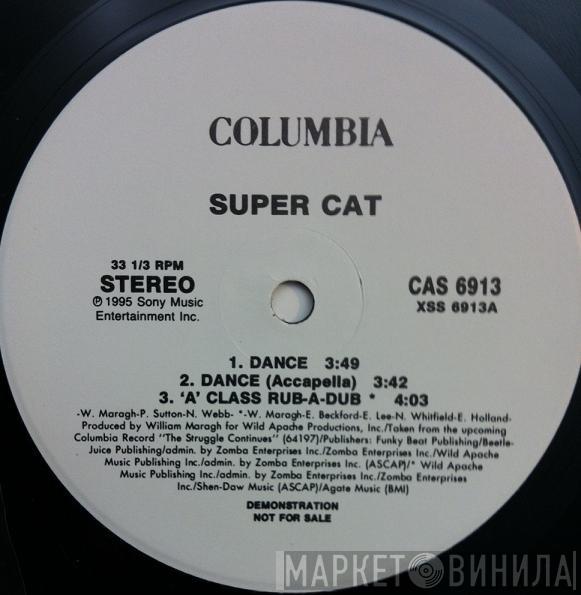 COLUMBIA
SUPER CAT
33 1/3 RPM
STEREO
℗ 1995 Sony Music
Entertainment Inc.
CAS 6913
XSS 6913A
1. DANCE 3:49
2. DANCE (Accapella) 3:42
3. 'A' CLASS RUB-A-DUB * 4:03
-W. Maragh-P. Sutton-N. Webb- *-W. Maragh-E. Beckford-E. Lee-N. Whitfield-E. Holland-
Produced by William Maragh for Wild Apache Productions, Inc./Taken from the upcoming
Columbia Record "The Struggle Continues" (64197)/Publishers: Funky Beat Publishing/Beetle-
Juice Publishing/admin. by Zomba Enterprises Inc./Zomba Enterprises Inc./Wild Apache
Music Publishing Inc./admin. by Zomba Enterprises Inc. (ASCAP)/* Wild Apache
Music Publishing Inc./admin. by Zomba Enterprises Inc./Zomba Enterprises
Inc./Shen-Daw Music (ASCAP)/Agate Music (BMI)
DEMONSTRATION
NOT FOR SALE
МАРКЕТ ВИНИЛА